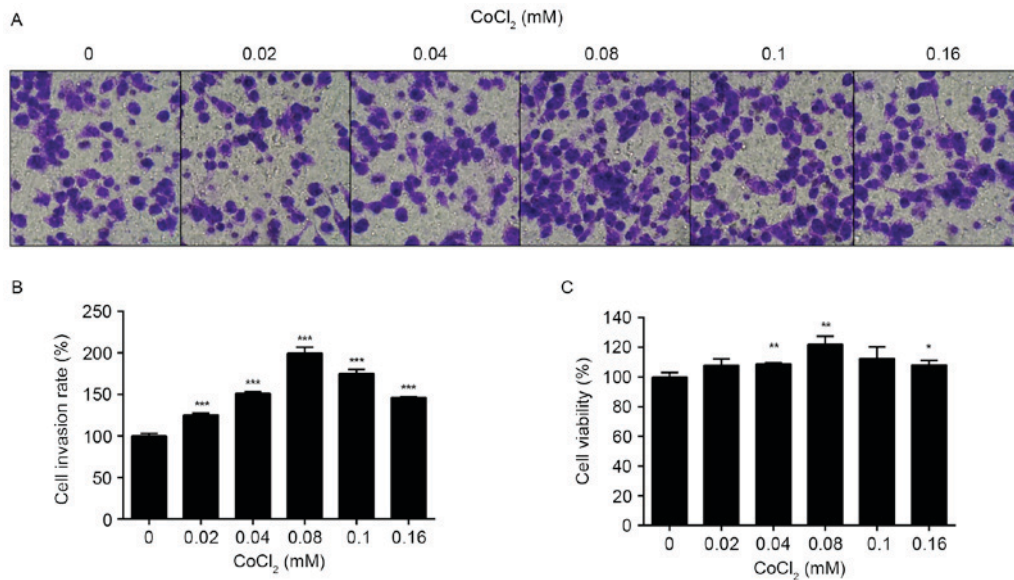 A
CoCl₂ (mM)
0 0.02 0.04 0.08 0.1 0.16
B
Cell invasion rate (%)
250
200
150
100
50
0
***
***
***
***
***
0 0.02 0.04 0.08 0.1 0.16
CoCl₂ (mM)
C
Cell viability (%)
140
120
100
80
60
40
20
0
**
**
*
0 0.02 0.04 0.08 0.1 0.16
CoCl₂ (mM)